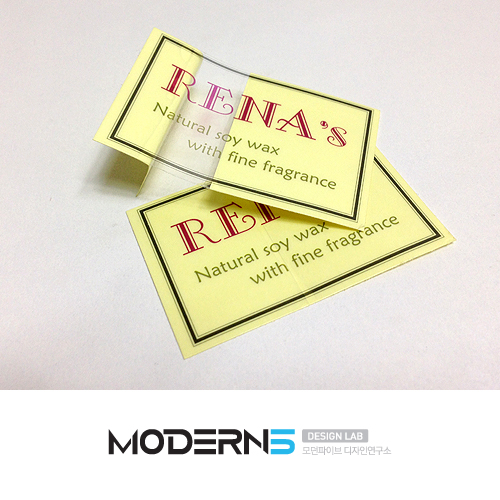 RENA's
Natural soy wax
with fine fragrance
RE
Natural soy wax
with fine fragrance
MODERN5
DESIGN LAB
모던파이브 디자인연구소